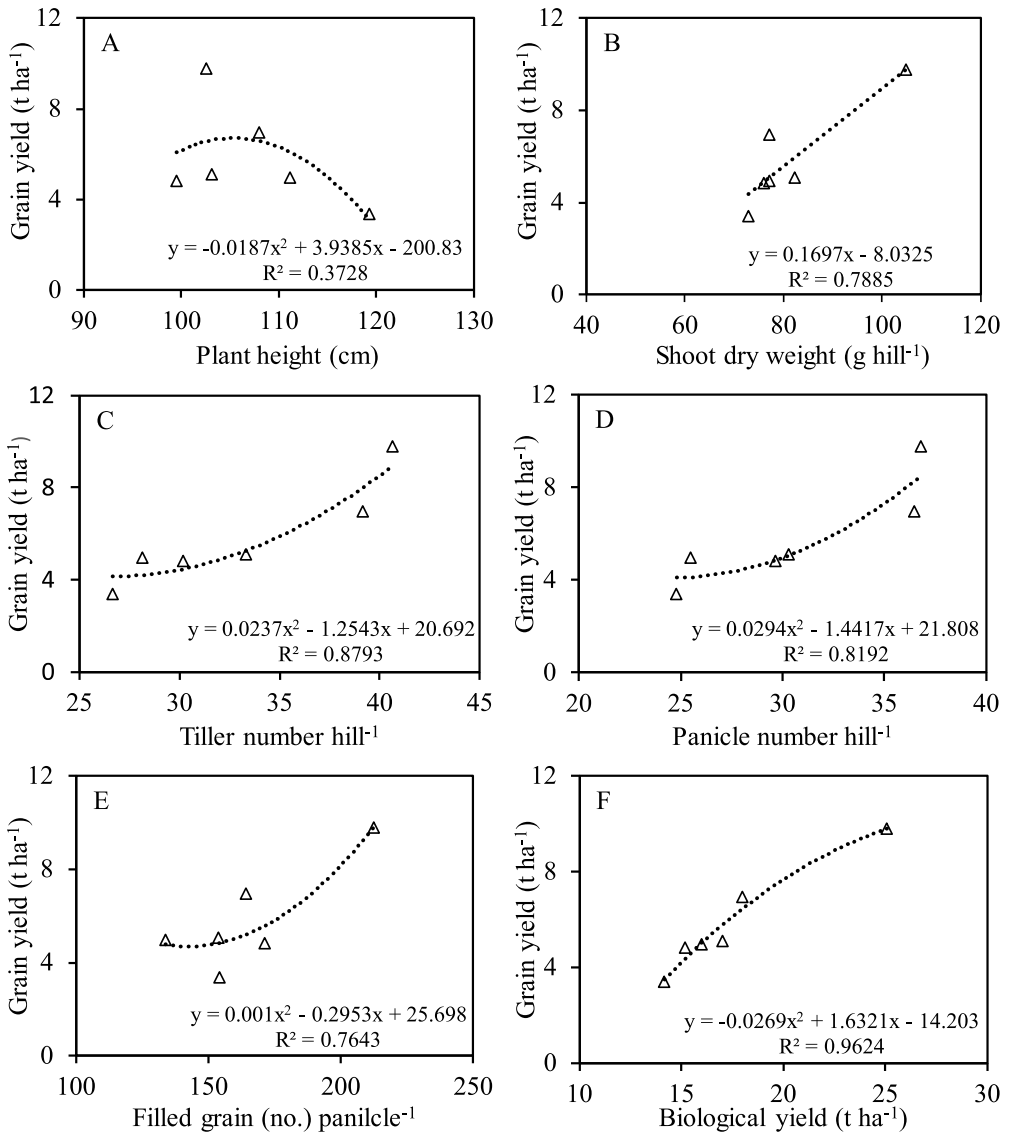 A
Grain yield (t ha⁻¹)
12
8
4
0
y = -0.0187x² + 3.9385x - 200.83
R² = 0.3728
90 100 110 120 130
Plant height (cm)
B
Grain yield (t ha⁻¹)
12
8
4
0
y = 0.1697x - 8.0325
R² = 0.7885
40 60 80 100 120
Shoot dry weight (g hill⁻¹)
C
Grain yield (t ha⁻¹)
12
8
4
0
y = 0.0237x² - 1.2543x + 20.692
R² = 0.8793
25 30 35 40 45
Tiller number hill⁻¹
D
Grain yield (t ha⁻¹)
12
8
4
0
y = 0.0294x² - 1.4417x + 21.808
R² = 0.8192
20 25 30 35 40
Panicle number hill⁻¹
E
Grain yield (t ha⁻¹)
12
8
4
0
y = 0.001x² - 0.2953x + 25.698
R² = 0.7643
100 150 200 250
Filled grain (no.) panilcle⁻¹
F
Grain yield (t ha⁻¹)
12
8
4
0
y = -0.0269x² + 1.6321x - 14.203
R² = 0.9624
10 15 20 25 30
Biological yield (t ha⁻¹)